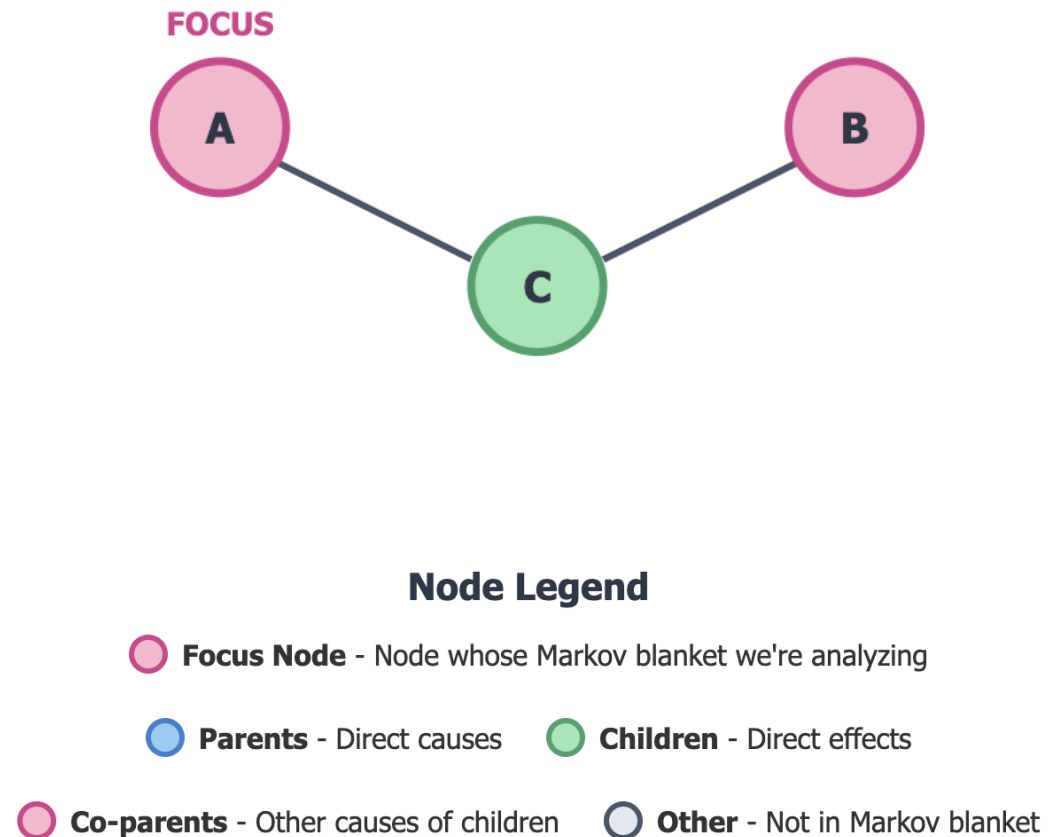 FOCUS
A
B
C
Node Legend
Focus Node - Node whose Markov blanket we're analyzing
Parents - Direct causes
Children - Direct effects
Co-parents - Other causes of children
Other - Not in Markov blanket